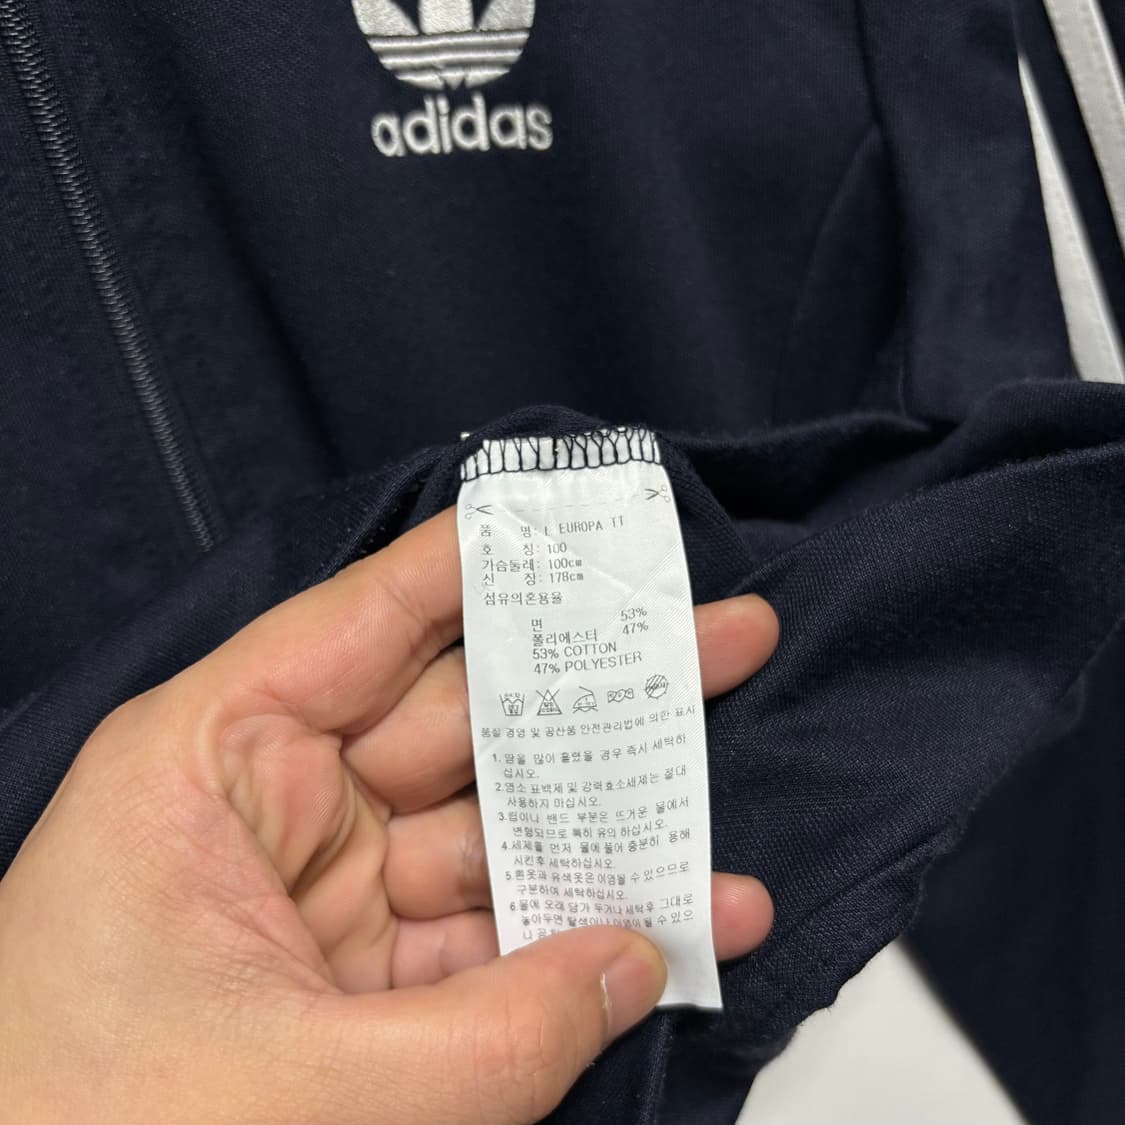 adidas
품 명: L EUROPA TT
호 칭: 100
가슴둘레: 100cm
신 장: 178cm
섬유의혼용율
면 53%
폴리에스터 47%
53% COTTON
47% POLYESTER
품질 경영 및 공산품 안전관리법에 의한 표시
1. 땀을 많이 흘렸을 경우 즉시 세탁하
십시오.
2.염소 표백제 및 강력효소세제는 절대
사용하지 마십시오.
3.컴이나 밴드 부분은 뜨거운 물에서
변형되므로 특히 유의 하십시오.
4.세제를 먼저 물에 풀어 충분히 용해
시킨후 세탁하십시오.
5.흰옷과 유색옷은 이염될 수 있으므로
구분하여 세탁하십시오.
6.물에 오래 담가 두거나 세탁후 그대로
놓아두면 탈색이나 이염이 될 수 있으
니